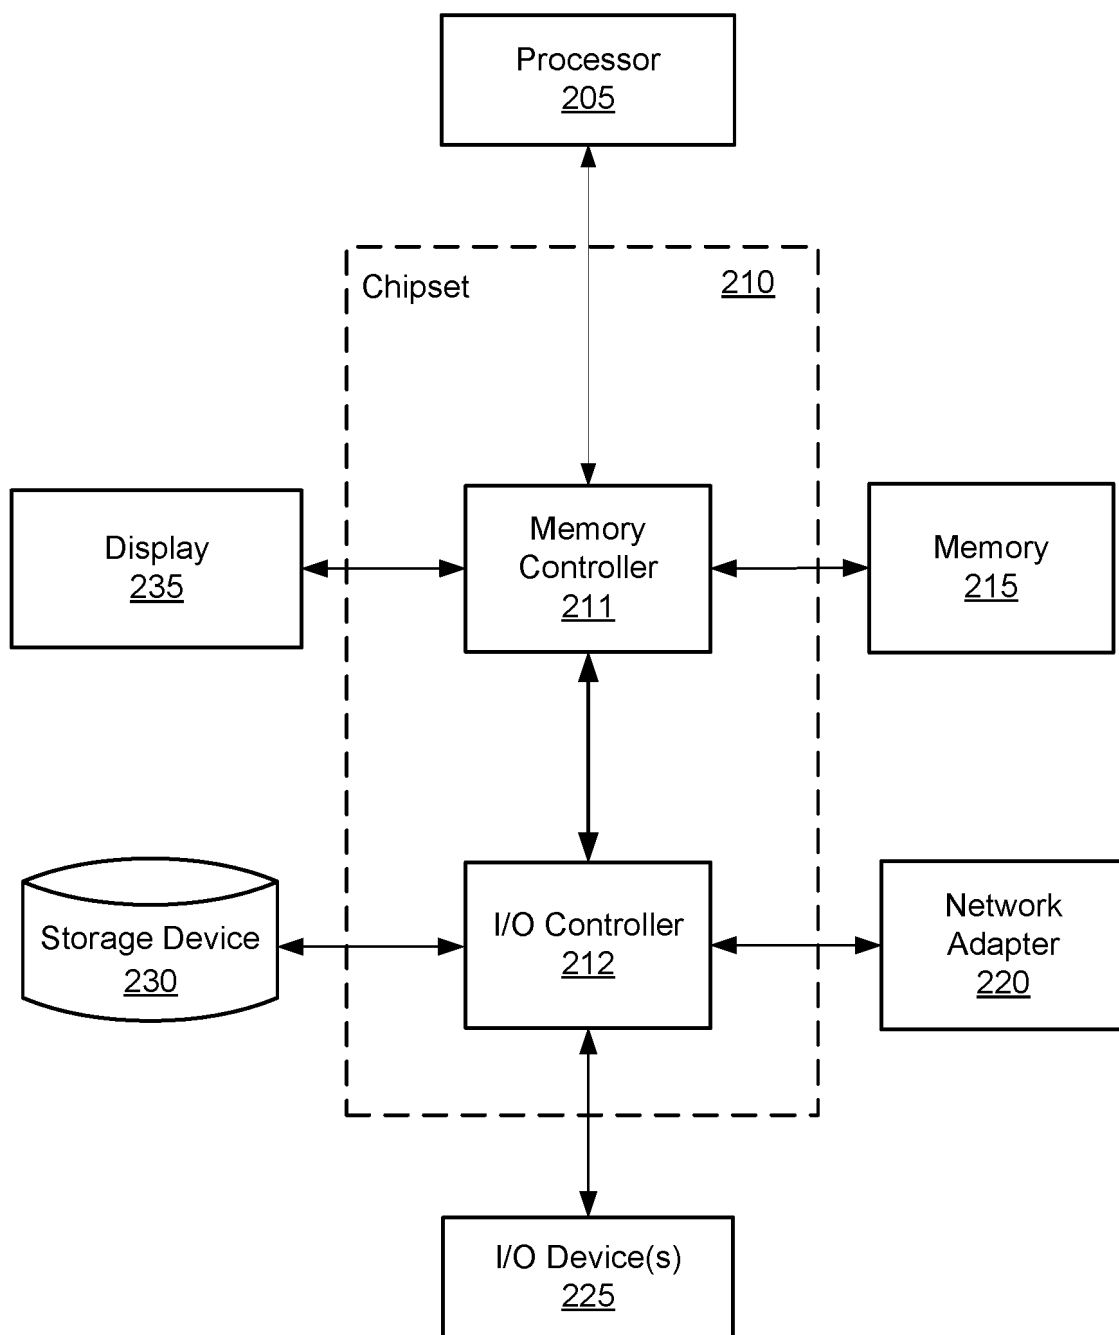 Processor
205
Chipset
210
Display
235
Memory
Controller
211
Memory
215
Storage Device
230
I/O Controller
212
Network
Adapter
220
I/O Device(s)
225